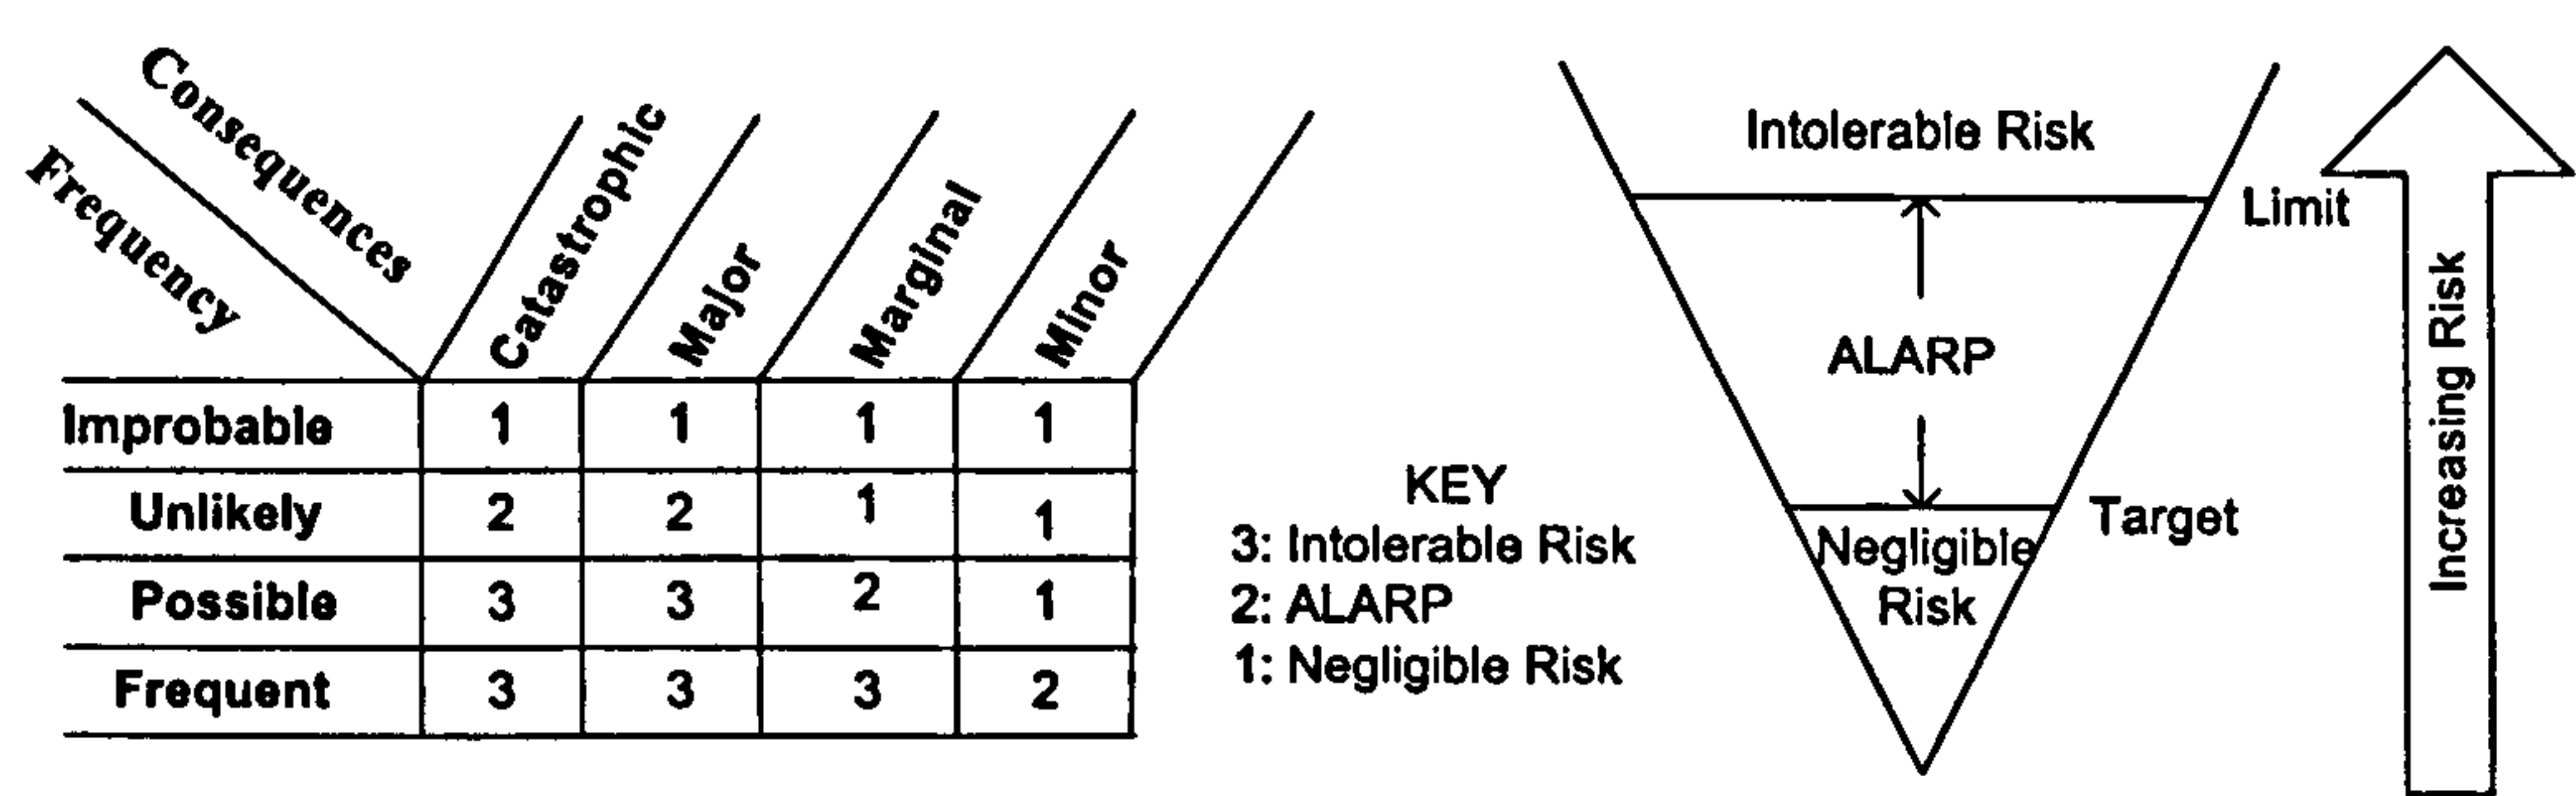 Consequences
Frequency
Catastrophic
Major
Marginal
Minor
Improbable 1 1 1 1
Unlikely 2 2 1 1
Possible 3 3 2 1
Frequent 3 3 3 2
KEY
3: Intolerable Risk
2: ALARP
1: Negligible Risk
Intolerable Risk
Limit
ALARP
Target
Negligible
Risk
Increasing Risk